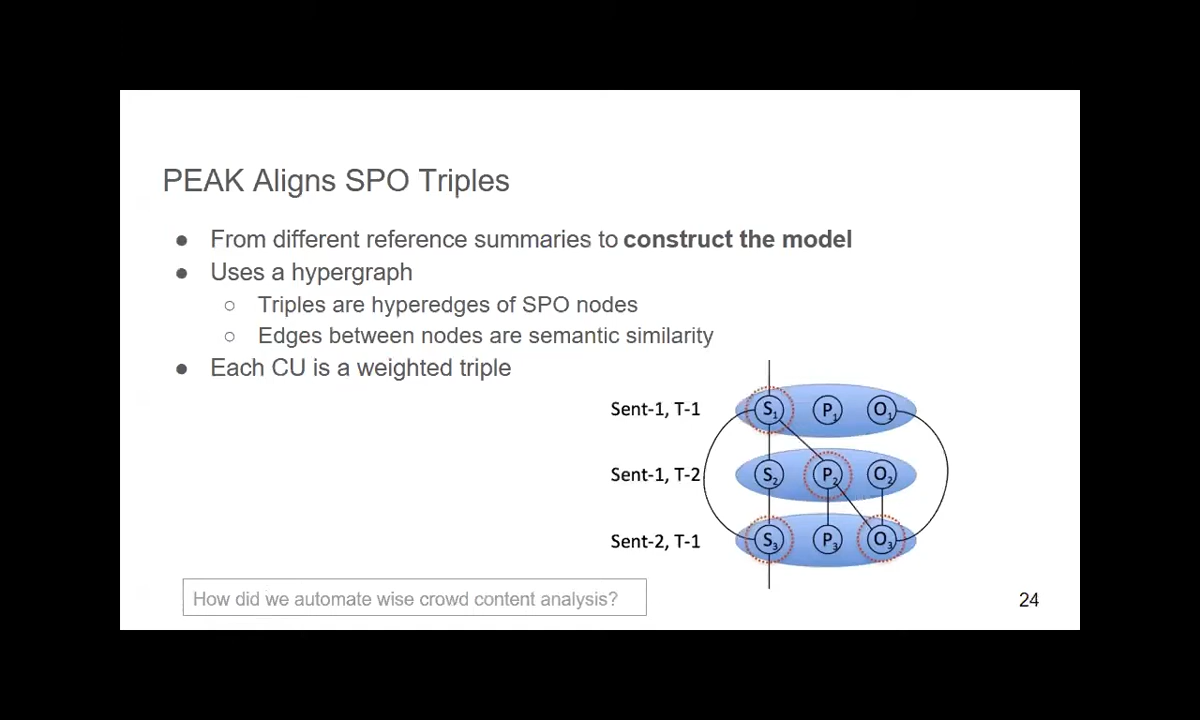 PEAK Aligns SPO Triples
● From different reference summaries to construct the model
● Uses a hypergraph
○ Triples are hyperedges of SPO nodes
○ Edges between nodes are semantic similarity
● Each CU is a weighted triple
Sent-1, T-1 S1 P1 O1
Sent-1, T-2 S2 P2 O2
Sent-2, T-1 S3 P3 O3
How did we automate wise crowd content analysis?
24